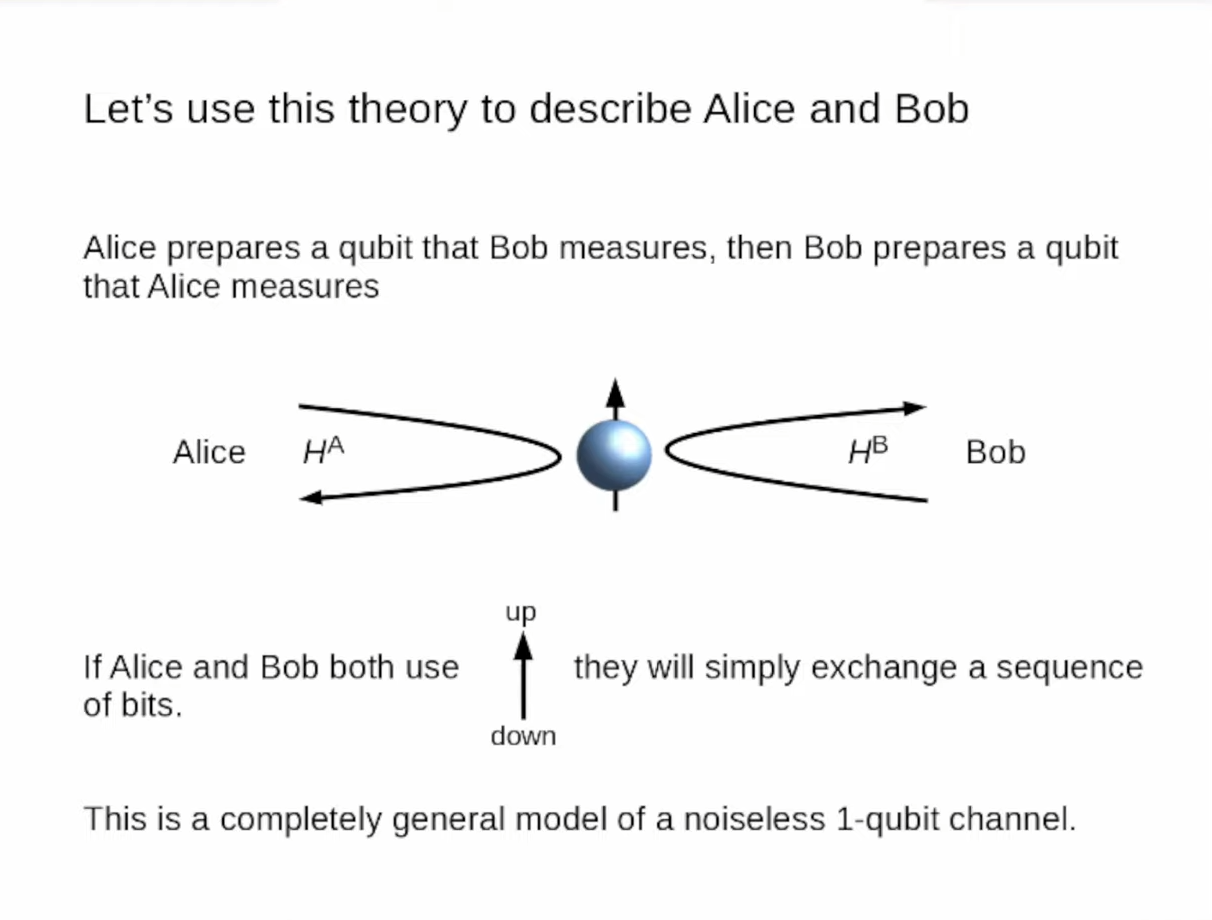 Let’s use this theory to describe Alice and Bob
Alice prepares a qubit that Bob measures, then Bob prepares a qubit
that Alice measures
Alice Hᴬ Hᴮ Bob
up
If Alice and Bob both use they will simply exchange a sequence
of bits.
down
This is a completely general model of a noiseless 1-qubit channel.